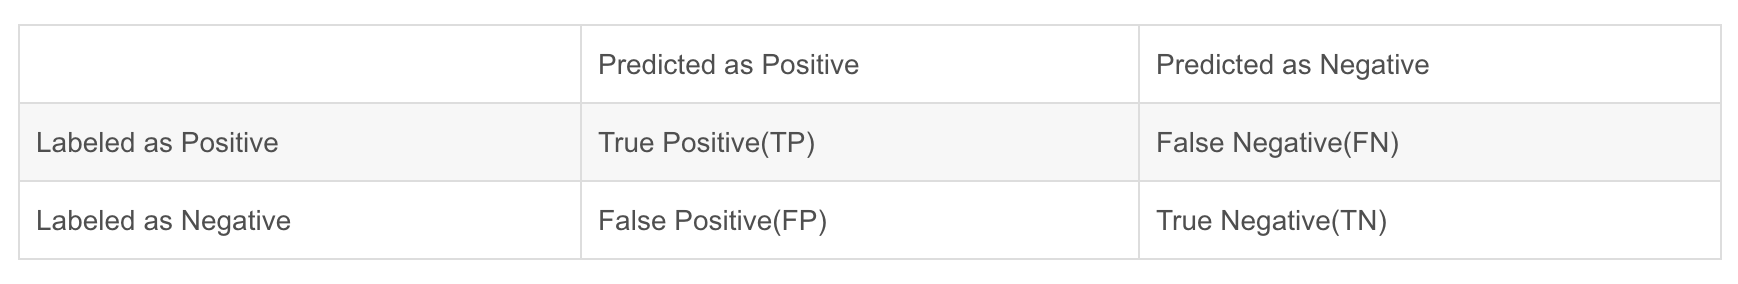 Predicted as Positive Predicted as Negative
Labeled as Positive True Positive(TP) False Negative(FN)
Labeled as Negative False Positive(FP) True Negative(TN)